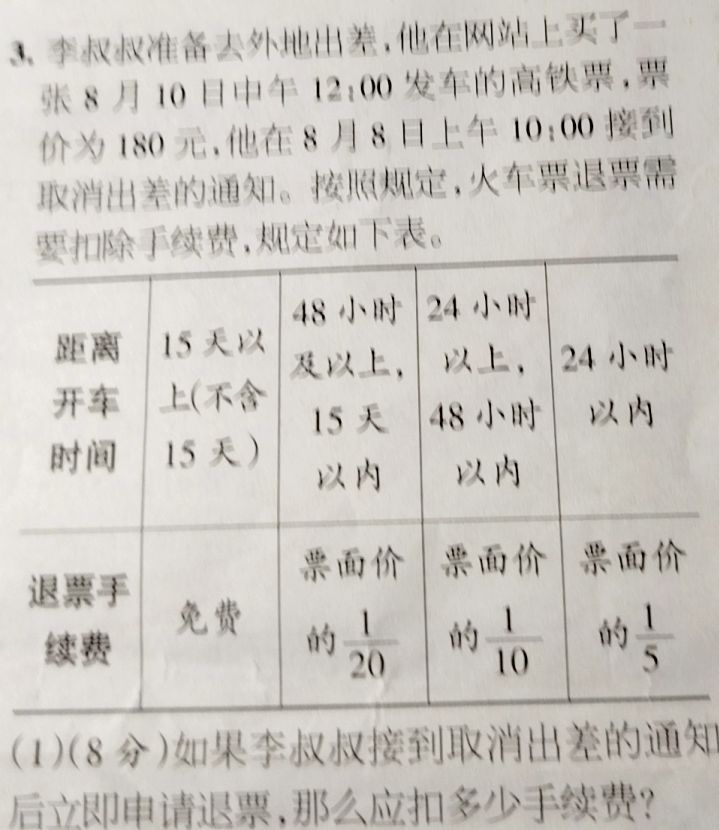 3. 李叔叔准备去外地出差,他在网站上买了一
张 8 月 10 日中午 12:00 发车的高铁票,票
价为 180 元,他在 8 月 8 日上午 10:00 接到
取消出差的通知。按照规定,火车票退票需
要扣除手续费,规定如下表。
距离
开车
时间
15 天以
上(不含
15 天)
48 小时
及以上,
15 天
以内
24 小时
以上,
48 小时
以内
24 小时
以内
退票手
续费
免费
票面价
的 1/20
票面价
的 1/10
票面价
的 1/5
(1)(8 分)如果李叔叔接到取消出差的通知
后立即申请退票,那么应扣多少手续费?